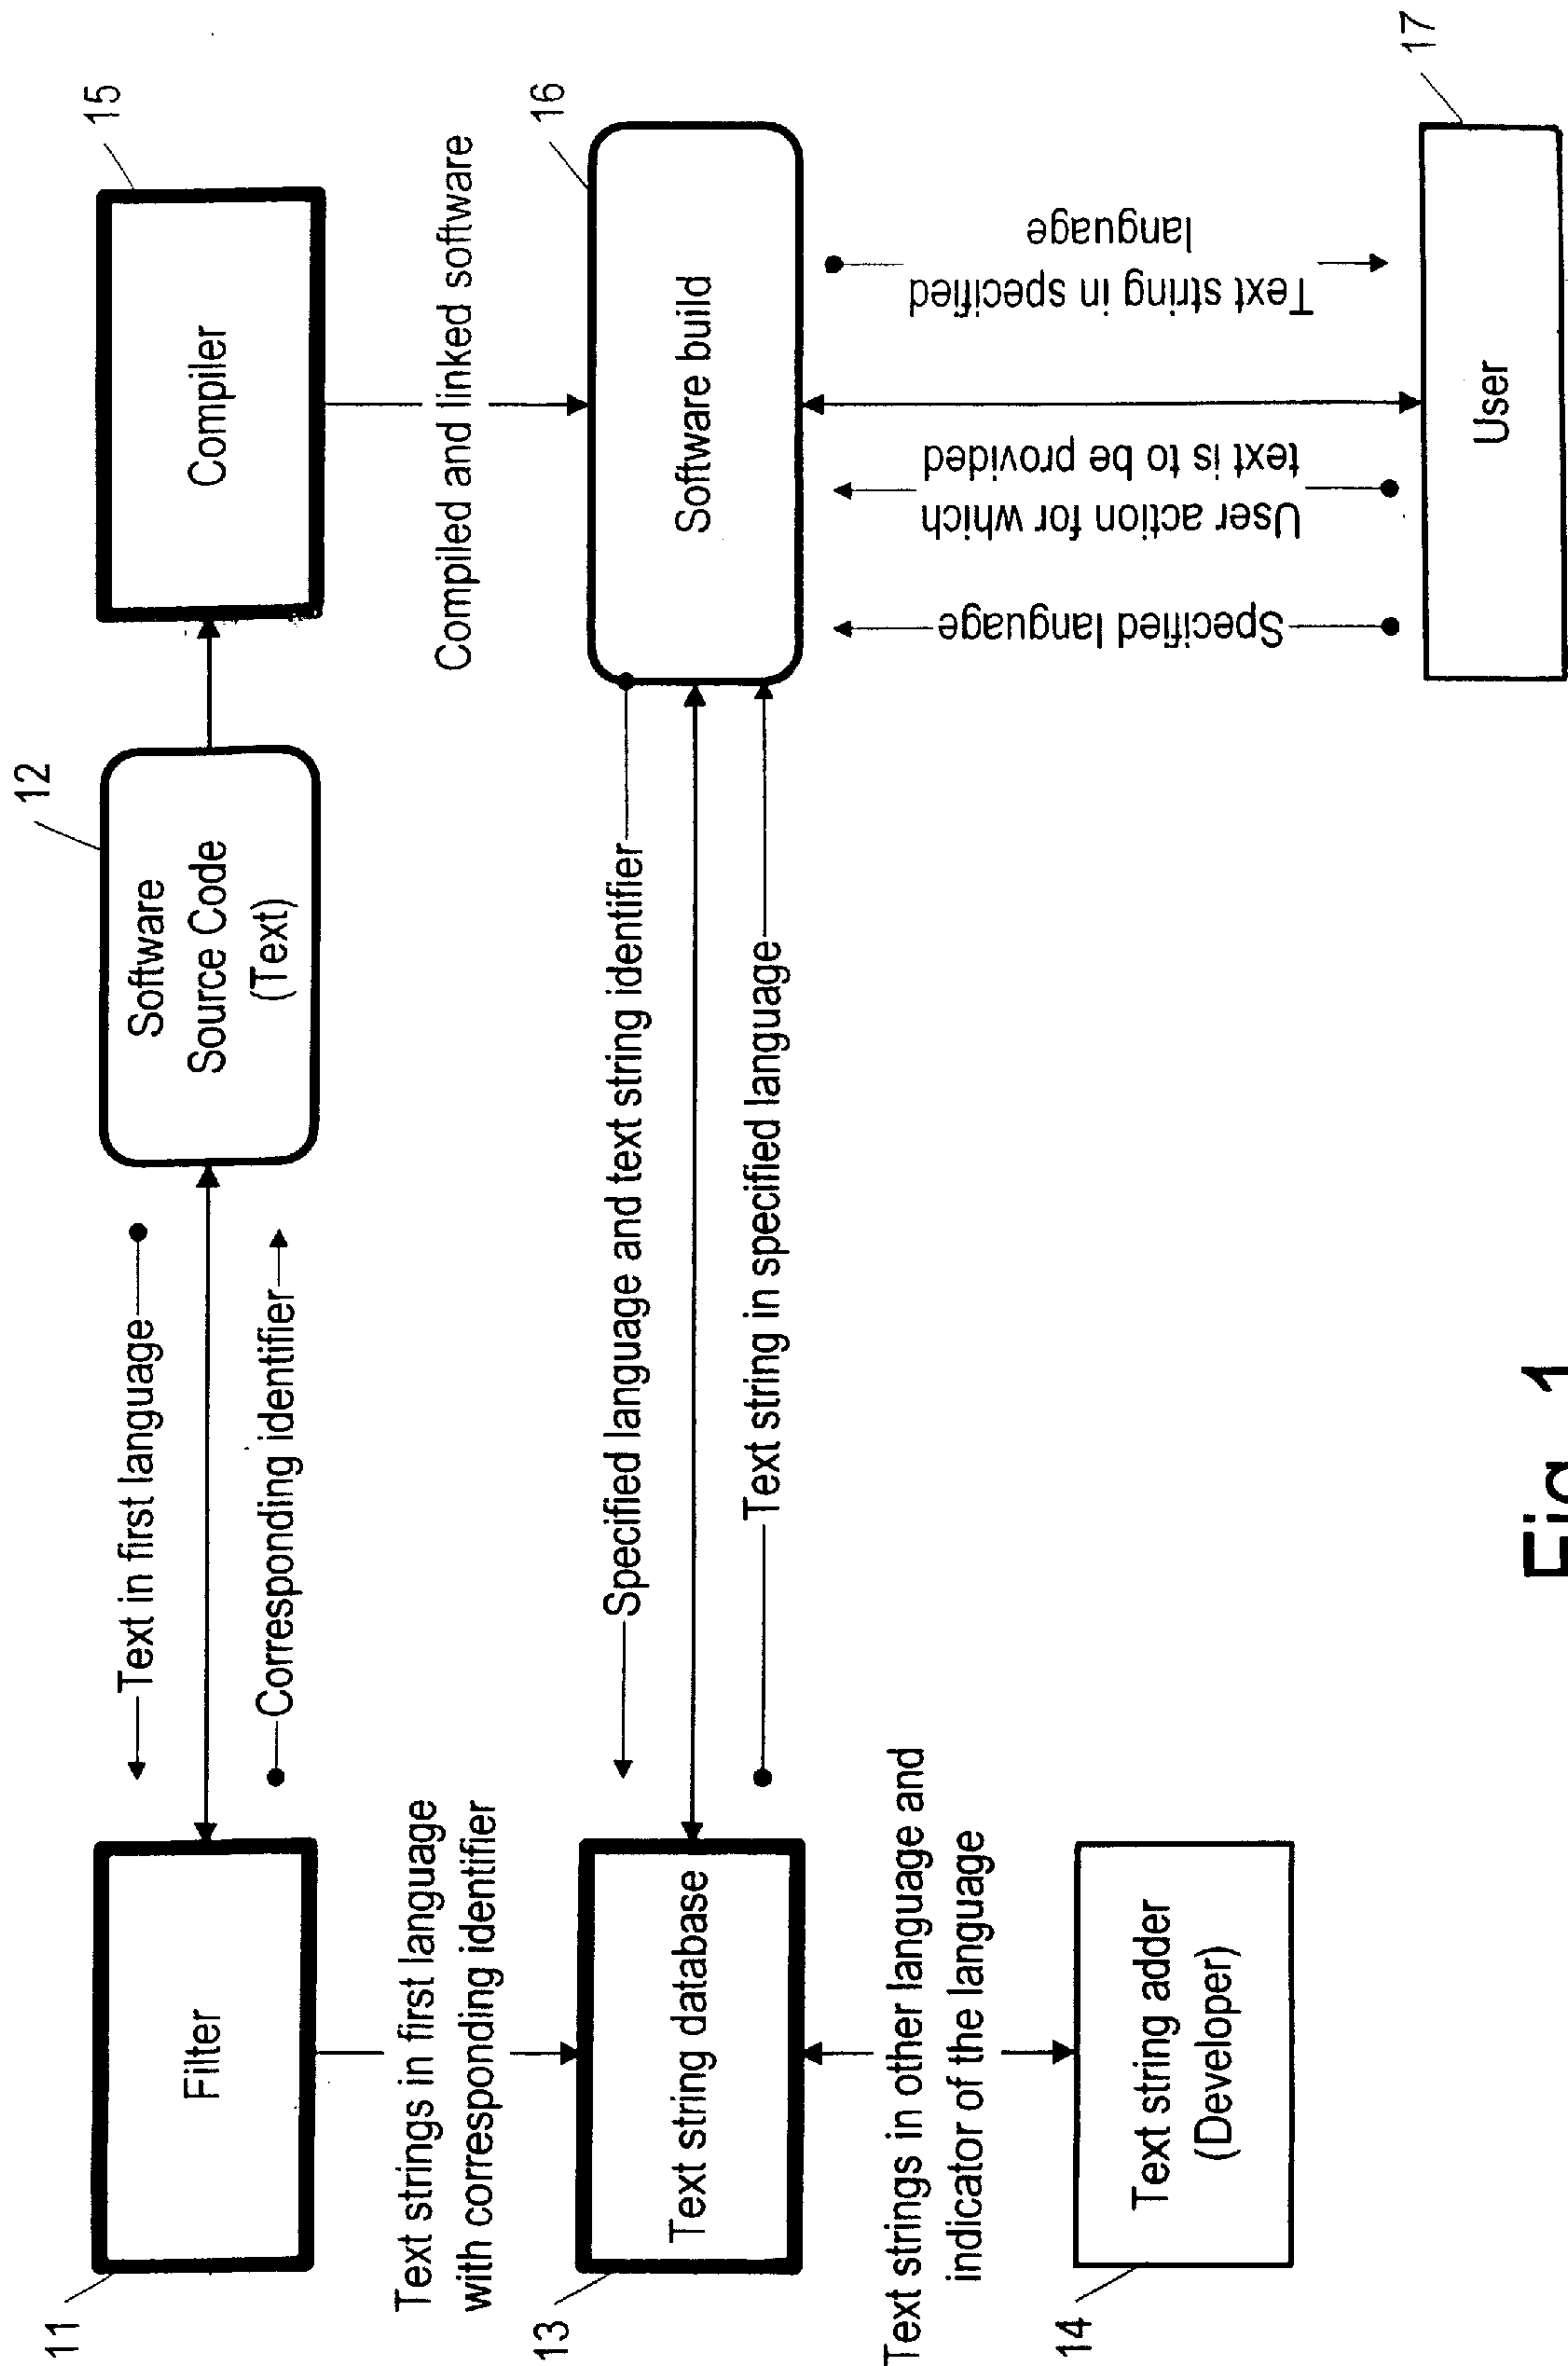 11
Filter
Text in first language
Corresponding identifier
12
Software
Source Code
(Text)
15
Compiler
Text strings in first language
with corresponding identifier
Compiled and linked software
13
Text string database
Specified language and text string identifier
Text string in specified language
16
Software build
Text strings in other language and
indicator of the language
Specified language
User action for which
text is to be provided
Text string in specified
language
14
Text string adder
(Developer)
17
User
Fig. 1